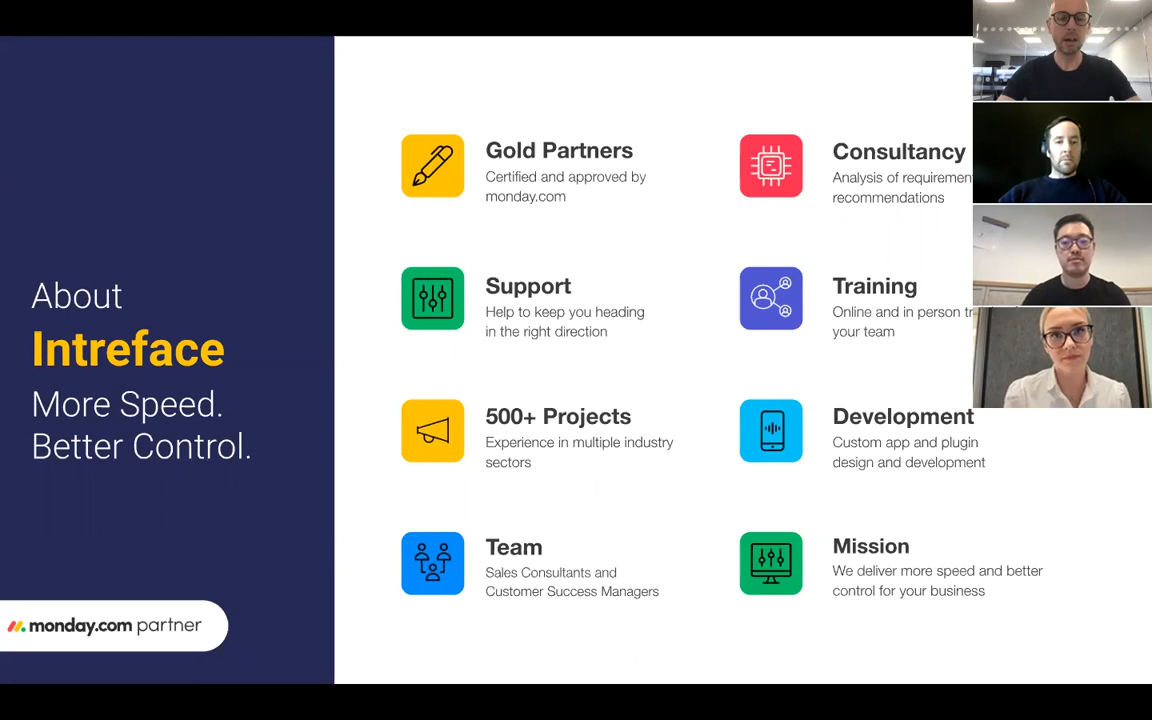 About
Intreface
More Speed.
Better Control.
monday.com partner
Gold Partners
Certified and approved by
monday.com
Consultancy
Analysis of
recommendations
Support
Help to keep you heading
in the right direction
Training
Online and in person
your team
500+ Projects
Experience in multiple industry
sectors
Development
Custom app and plugin
design and development
Team
Sales Consultants and
Customer Success Managers
Mission
We deliver more speed and better
control for your business